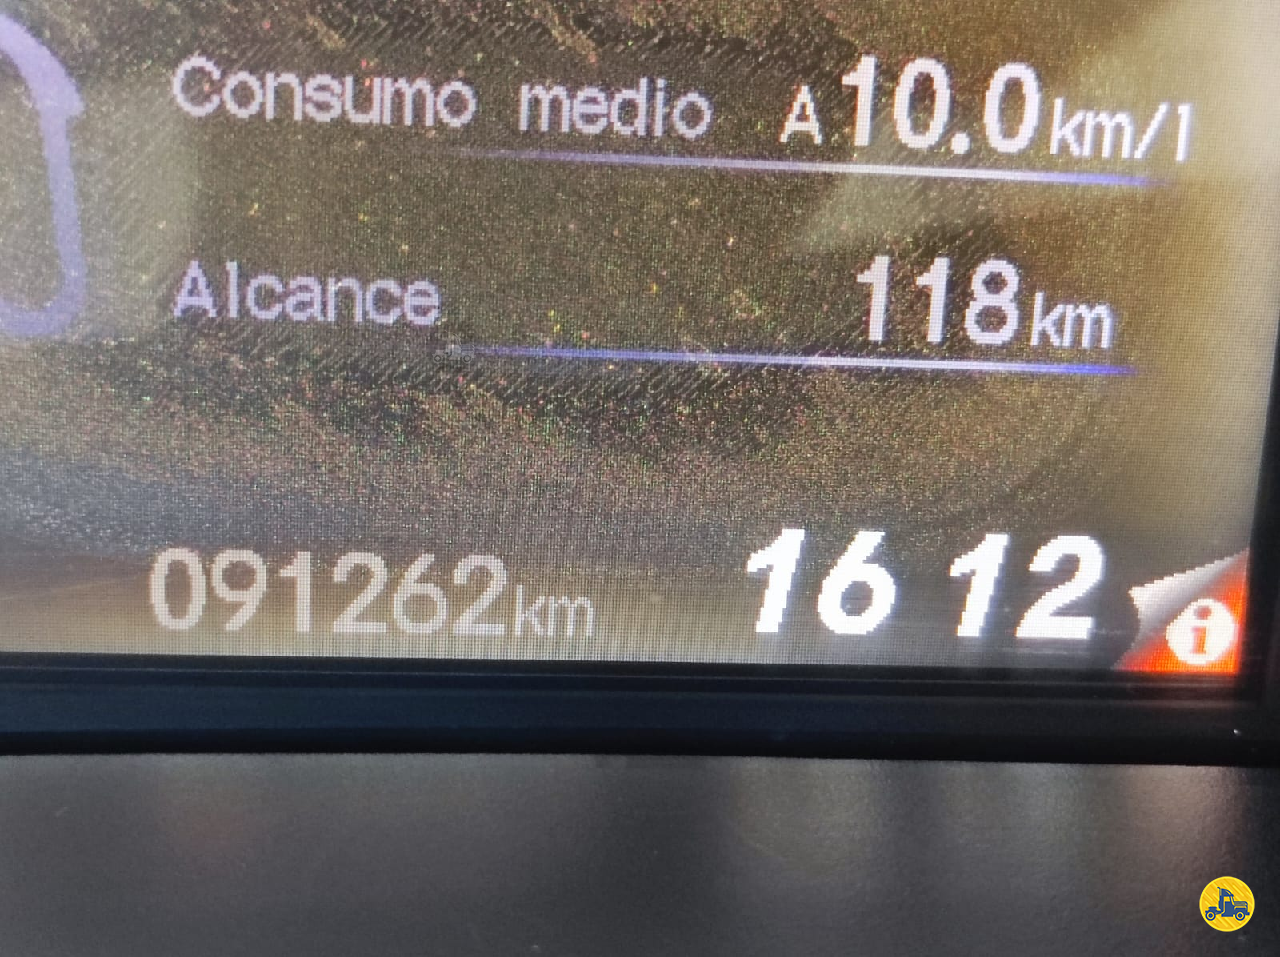 Consumo medio A 10.0 km/l
Alcance 118 km
091262 km 16 12
i